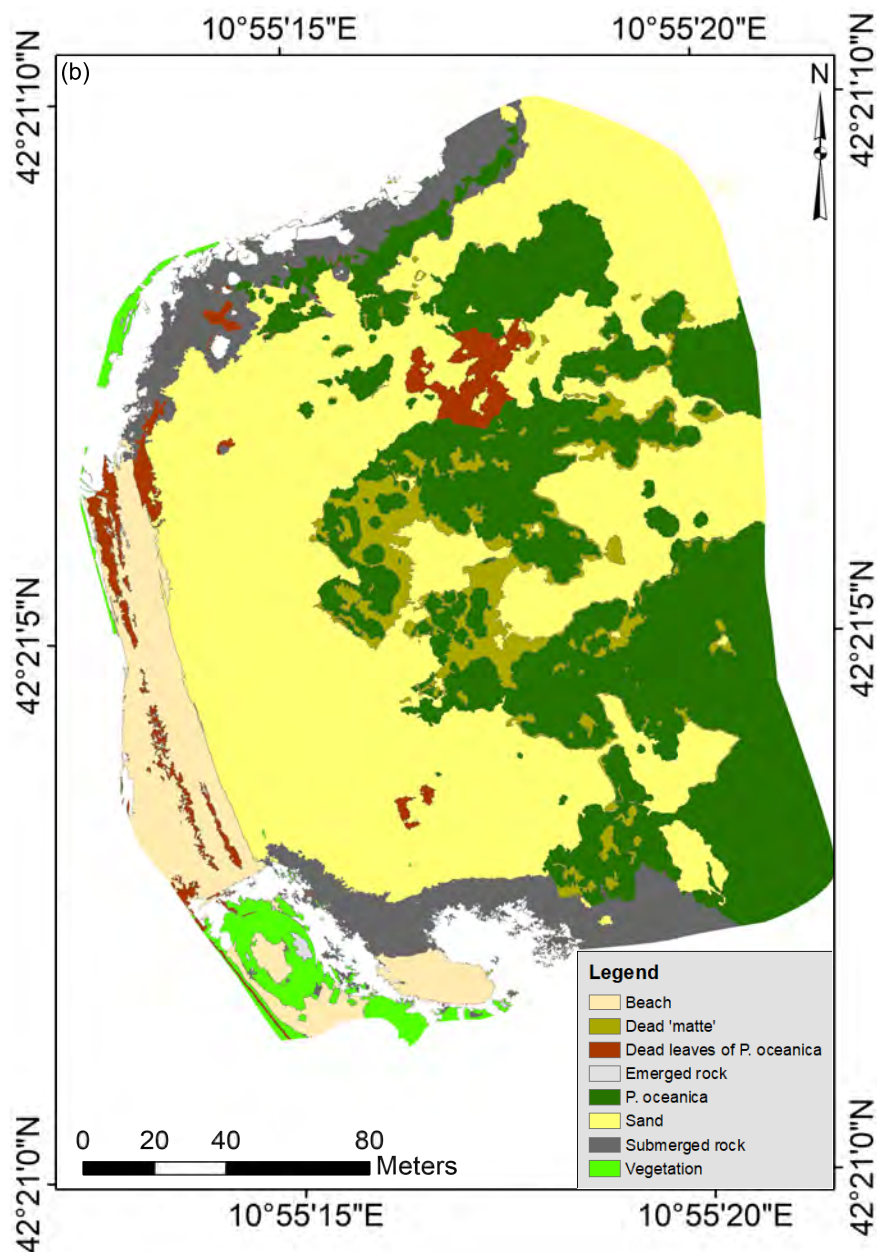 10°55'15"E 10°55'20"E
(b)
N
42°21'10"N
42°21'10"N
42°21'5"N
42°21'5"N
Legend
Beach
Dead 'matte'
Dead leaves of P. oceanica
Emerged rock
P. oceanica
Sand
Submerged rock
Vegetation
0 20 40 80
Meters
42°21'0"N
42°21'0"N
10°55'15"E 10°55'20"E